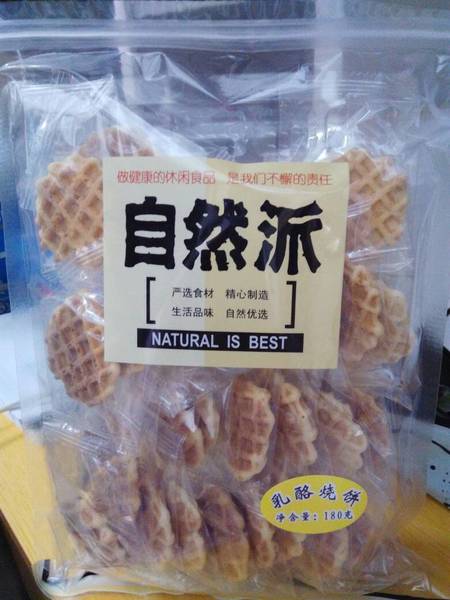 做健康的休闲食品 是我们不懈的责任
自然派
严选食材 精心制造
生活品味 自然优选
NATURAL IS BEST
乳酪烧饼
净含量：180克